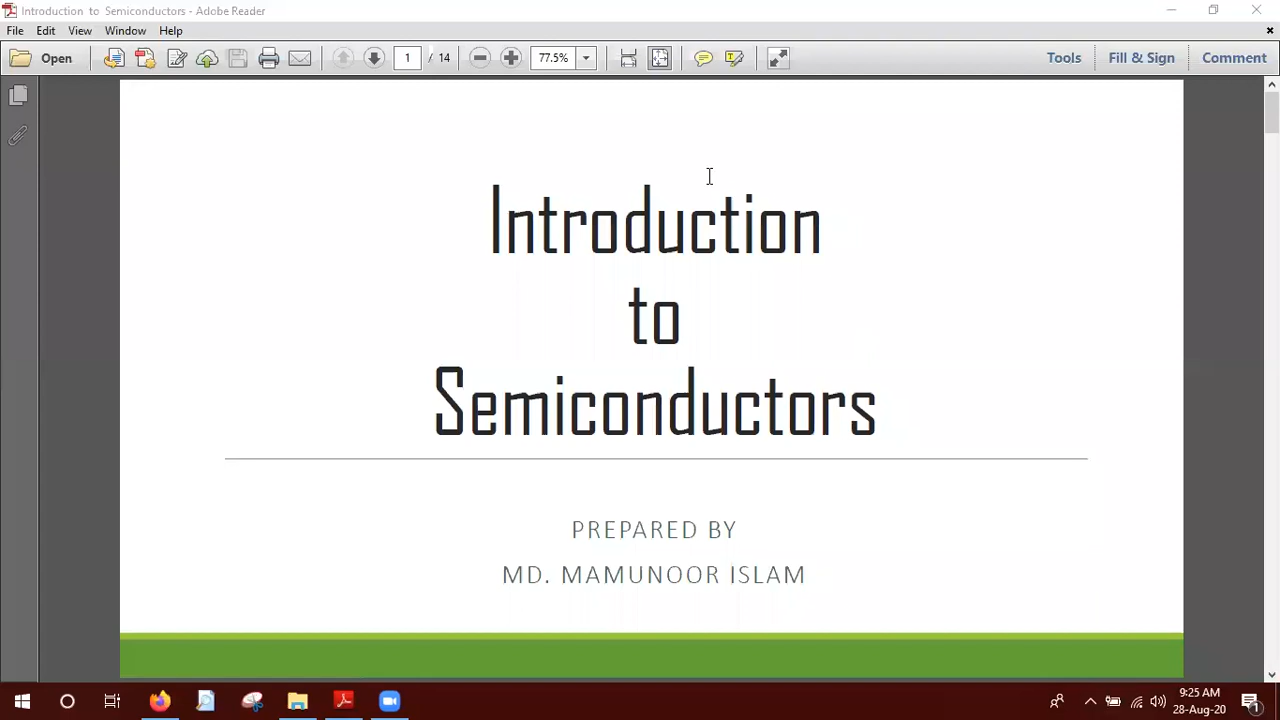 Introduction to Semiconductors - Adobe Reader
File Edit View Window Help
Open 1 / 14 77.5% Tools Fill & Sign Comment
Introduction
to
Semiconductors
PREPARED BY
MD. MAMUNOOR ISLAM
9:25 AM
28-Aug-20
1